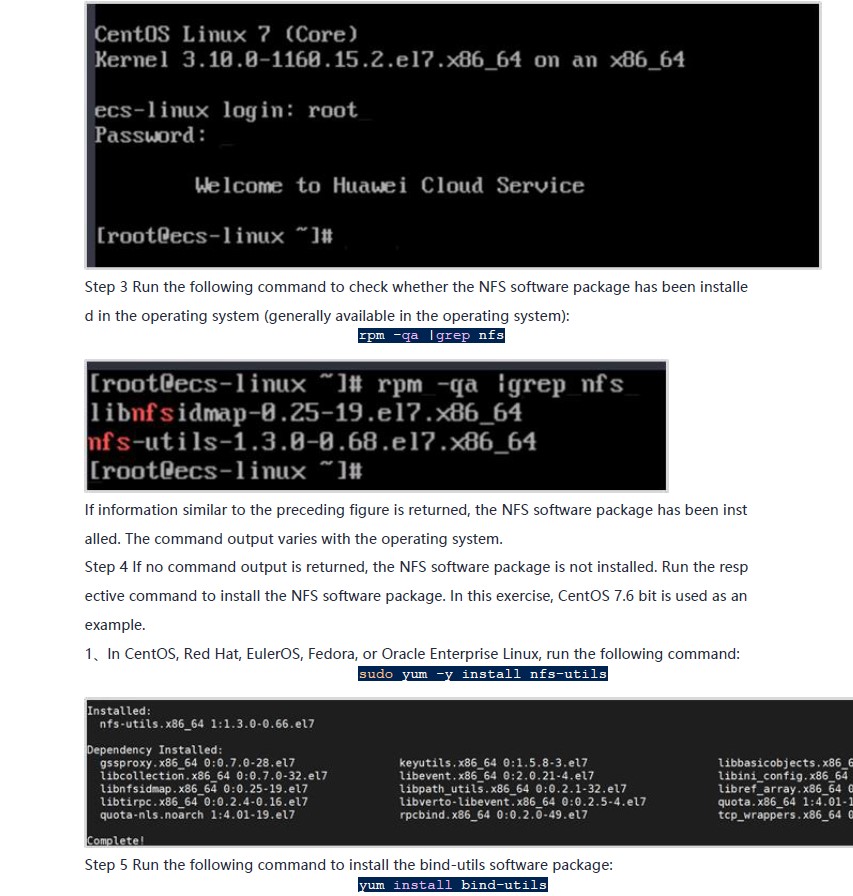 CentOS Linux 7 (Core)
Kernel 3.10.0-1160.15.2.el7.x86_64 on an x86_64
ecs-linux login: root
Password:
Welcome to Huawei Cloud Service
[root@ecs-linux ~]#
Step 3 Run the following command to check whether the NFS software package has been installe
d in the operating system (generally available in the operating system):
rpm -qa |grep nfs
[root@ecs-linux ~]# rpm -qa |grep nfs
libnfsidmap-0.25-19.el7.x86_64
nfs-utils-1.3.0-0.68.el7.x86_64
[root@ecs-linux ~]#
If information similar to the preceding figure is returned, the NFS software package has been inst
alled. The command output varies with the operating system.
Step 4 If no command output is returned, the NFS software package is not installed. Run the resp
ective command to install the NFS software package. In this exercise, CentOS 7.6 bit is used as an
example.
1、In CentOS, Red Hat, EulerOS, Fedora, or Oracle Enterprise Linux, run the following command:
sudo yum -y install nfs-utils
Installed:
nfs-utils.x86_64 1:1.3.0-0.66.el7
Dependency Installed:
gssproxy.x86_64 0:0.7.0-28.el7 keyutils.x86_64 0:1.5.8-3.el7 libbasicobjects.x86_6
libcollection.x86_64 0:0.7.0-32.el7 libevent.x86_64 0:2.0.21-4.el7 libini_config.x86_64
libnfsidmap.x86_64 0:0.25-19.el7 libpath_utils.x86_64 0:0.2.1-32.el7 libref_array.x86_64 0
libtirpc.x86_64 0:0.2.4-0.16.el7 libverto-libevent.x86_64 0:0.2.5-4.el7 quota.x86_64 1:4.01-1
quota-nls.noarch 1:4.01-19.el7 rpcbind.x86_64 0:0.2.0-49.el7 tcp_wrappers.x86_64 0
Complete!
Step 5 Run the following command to install the bind-utils software package:
yum install bind-utils